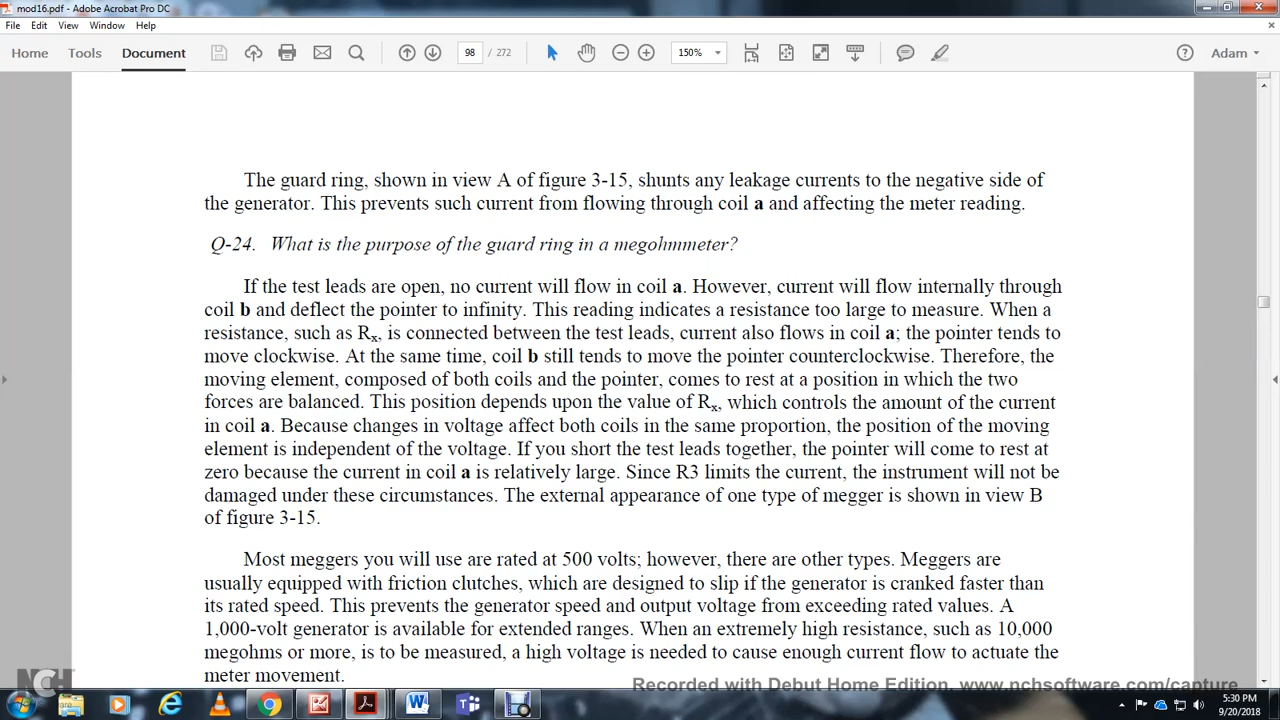 mod16.pdf - Adobe Acrobat Pro DC
File Edit View Window Help
Home Tools Document 98 / 272 150% Adam
The guard ring, shown in view A of figure 3-15, shunts any leakage currents to the negative side of
the generator. This prevents such current from flowing through coil a and affecting the meter reading.
Q-24. What is the purpose of the guard ring in a megohmmeter?
If the test leads are open, no current will flow in coil a. However, current will flow internally through
coil b and deflect the pointer to infinity. This reading indicates a resistance too large to measure. When a
resistance, such as Rx, is connected between the test leads, current also flows in coil a; the pointer tends to
move clockwise. At the same time, coil b still tends to move the pointer counterclockwise. Therefore, the
moving element, composed of both coils and the pointer, comes to rest at a position in which the two
forces are balanced. This position depends upon the value of Rx, which controls the amount of the current
in coil a. Because changes in voltage affect both coils in the same proportion, the position of the moving
element is independent of the voltage. If you short the test leads together, the pointer will come to rest at
zero because the current in coil a is relatively large. Since R3 limits the current, the instrument will not be
damaged under these circumstances. The external appearance of one type of megger is shown in view B
of figure 3-15.
Most meggers you will use are rated at 500 volts; however, there are other types. Meggers are
usually equipped with friction clutches, which are designed to slip if the generator is cranked faster than
its rated speed. This prevents the generator speed and output voltage from exceeding rated values. A
1,000-volt generator is available for extended ranges. When an extremely high resistance, such as 10,000
megohms or more, is to be measured, a high voltage is needed to cause enough current flow to actuate the
meter movement.
NCH
Recorded with Debut Home Edition. www.nchsoftware.com/capture
5:30 PM
9/20/2018